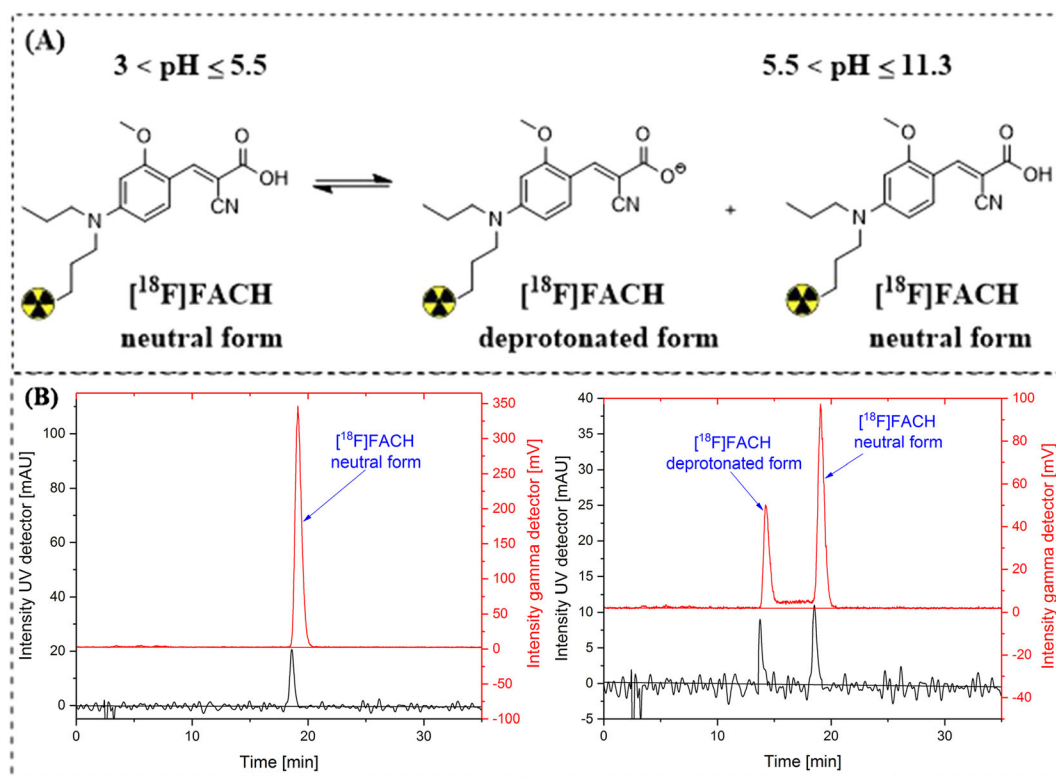 (A)
3 < pH ≤ 5.5
5.5 < pH ≤ 11.3
O
O
OH
CN
N
O
O
O⊖
CN
N
+
O
O
OH
CN
N
[¹⁸F]FACH
neutral form
[¹⁸F]FACH
deprotonated form
[¹⁸F]FACH
neutral form
(B)
Intensity UV detector [mAU]
100
80
60
40
20
0
[¹⁸F]FACH
neutral form
350
300
250
200
150
100
50
0
-50
-100
Intensity gamma detector [mV]
0
10
20
30
Time [min]
Intensity UV detector [mAU]
40
35
30
25
20
15
10
5
0
-5
[¹⁸F]FACH
deprotonated form
[¹⁸F]FACH
neutral form
100
80
60
40
20
0
-20
-40
Intensity gamma detector [mV]
0
10
20
30
Time [min]